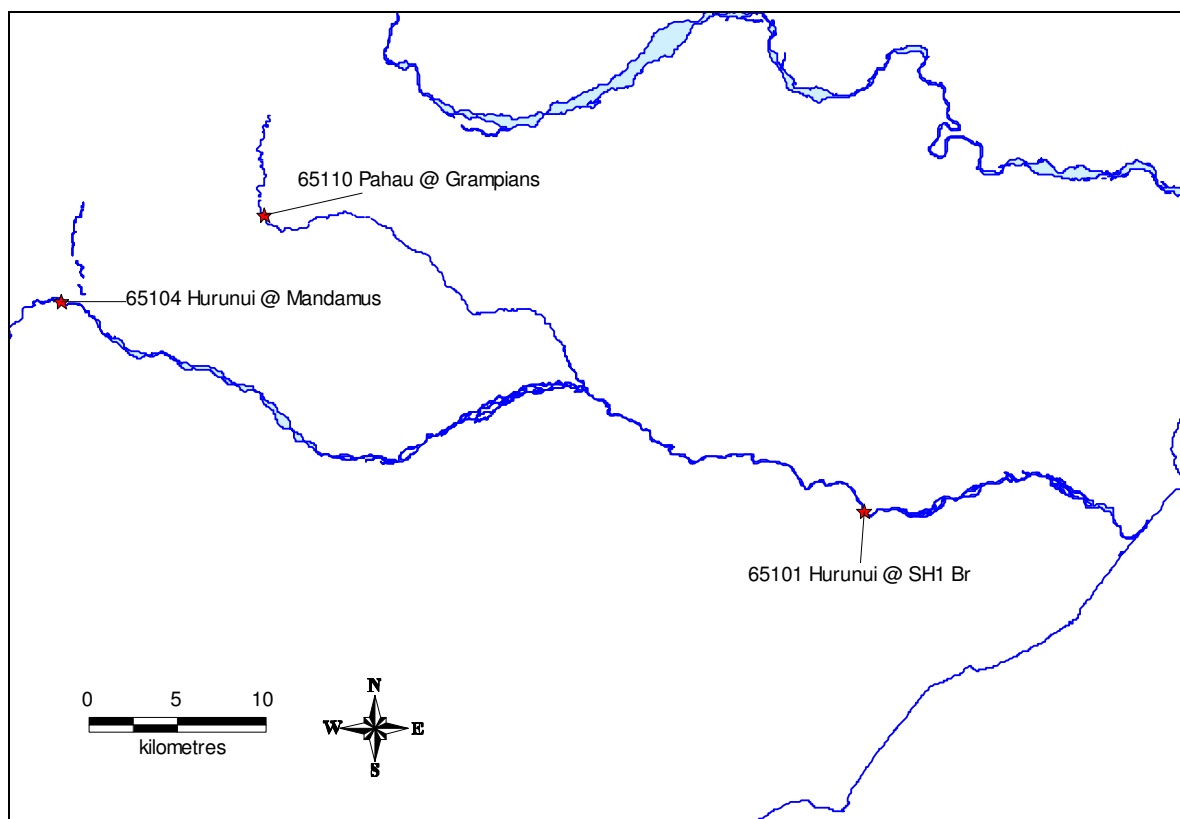 65110 Pahau @ Grampians
65104 Hurunui @ Mandamus
65101 Hurunui @ SH1 Br
0 5 10
kilometres
N
W E
S